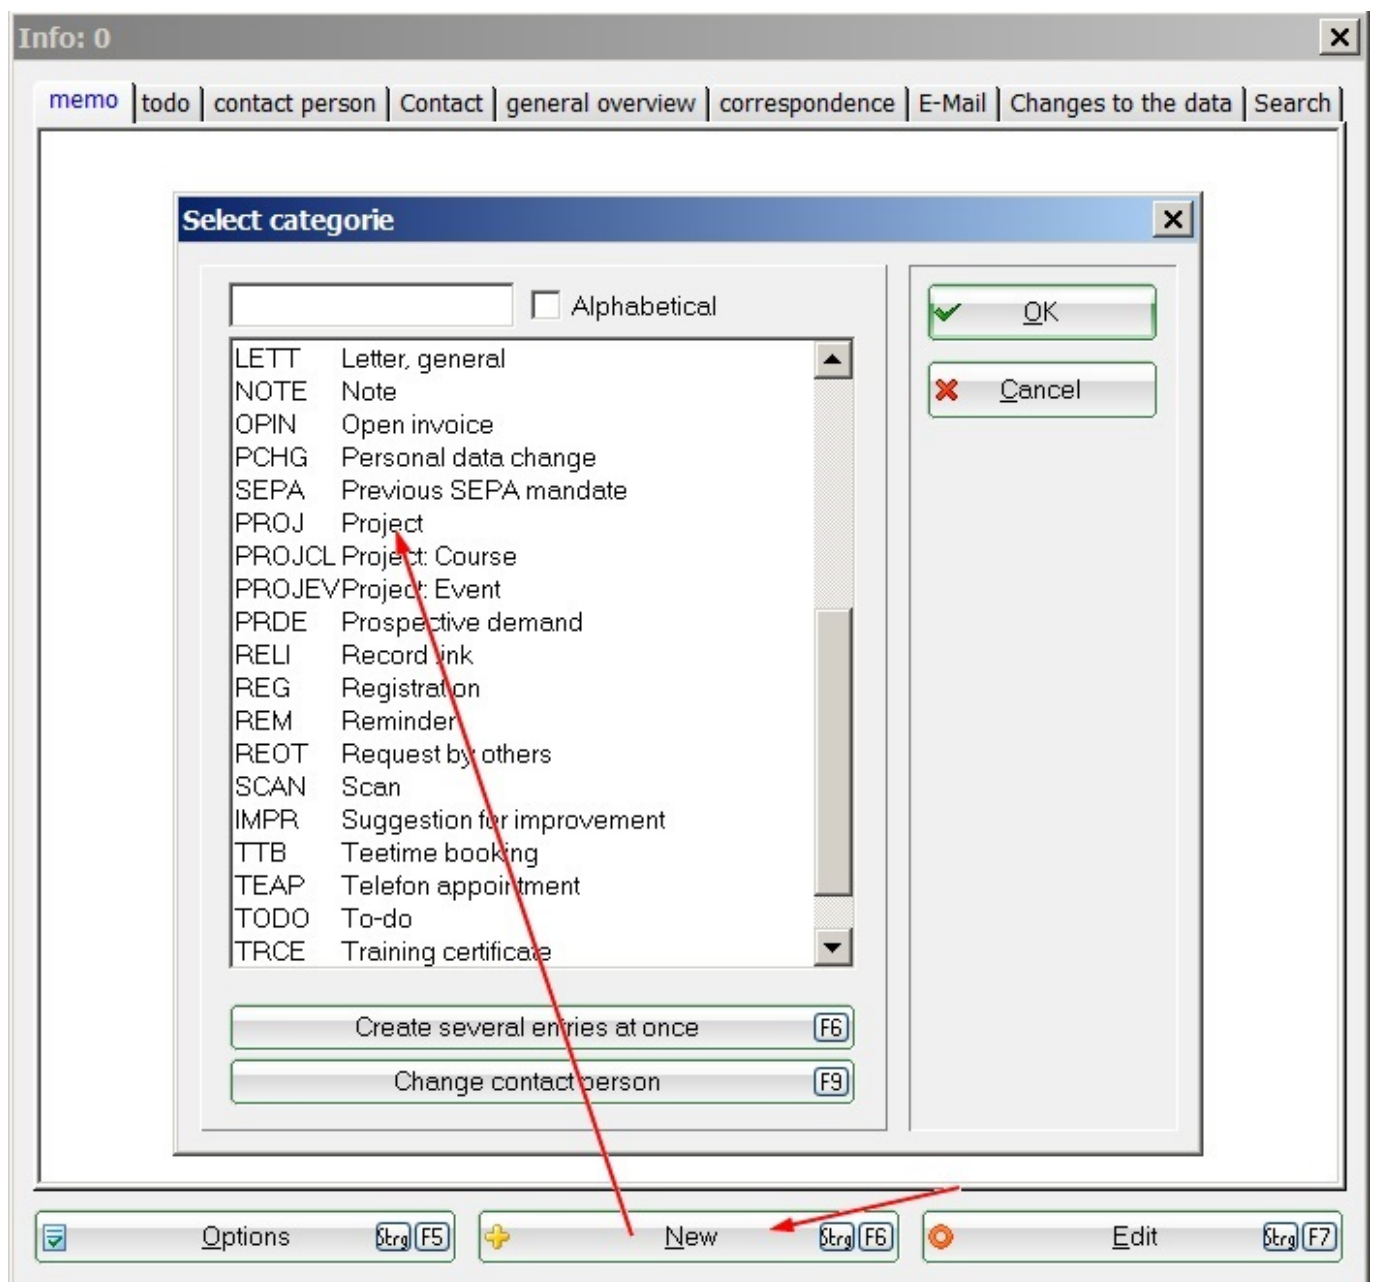 Info: 0
memo todo contact person Contact general overview correspondence E-Mail Changes to the data Search
Select categorie
Alphabetical
OK
Cancel
LETT Letter, general
NOTE Note
OPIN Open invoice
PCHG Personal data change
SEPA Previous SEPA mandate
PROJ Project
PROJCL Project: Course
PROJEV Project: Event
PRDE Prospective demand
RELI Record link
REG Registration
REM Reminder
REOT Request by others
SCAN Scan
IMPR Suggestion for improvement
TTB Teetime booking
TEAP Telefon appointment
TODO To-do
TRCE Training certificate
Create several entries at once F6
Change contact person F9
Options Strg F5 New Strg F6 Edit Strg F7